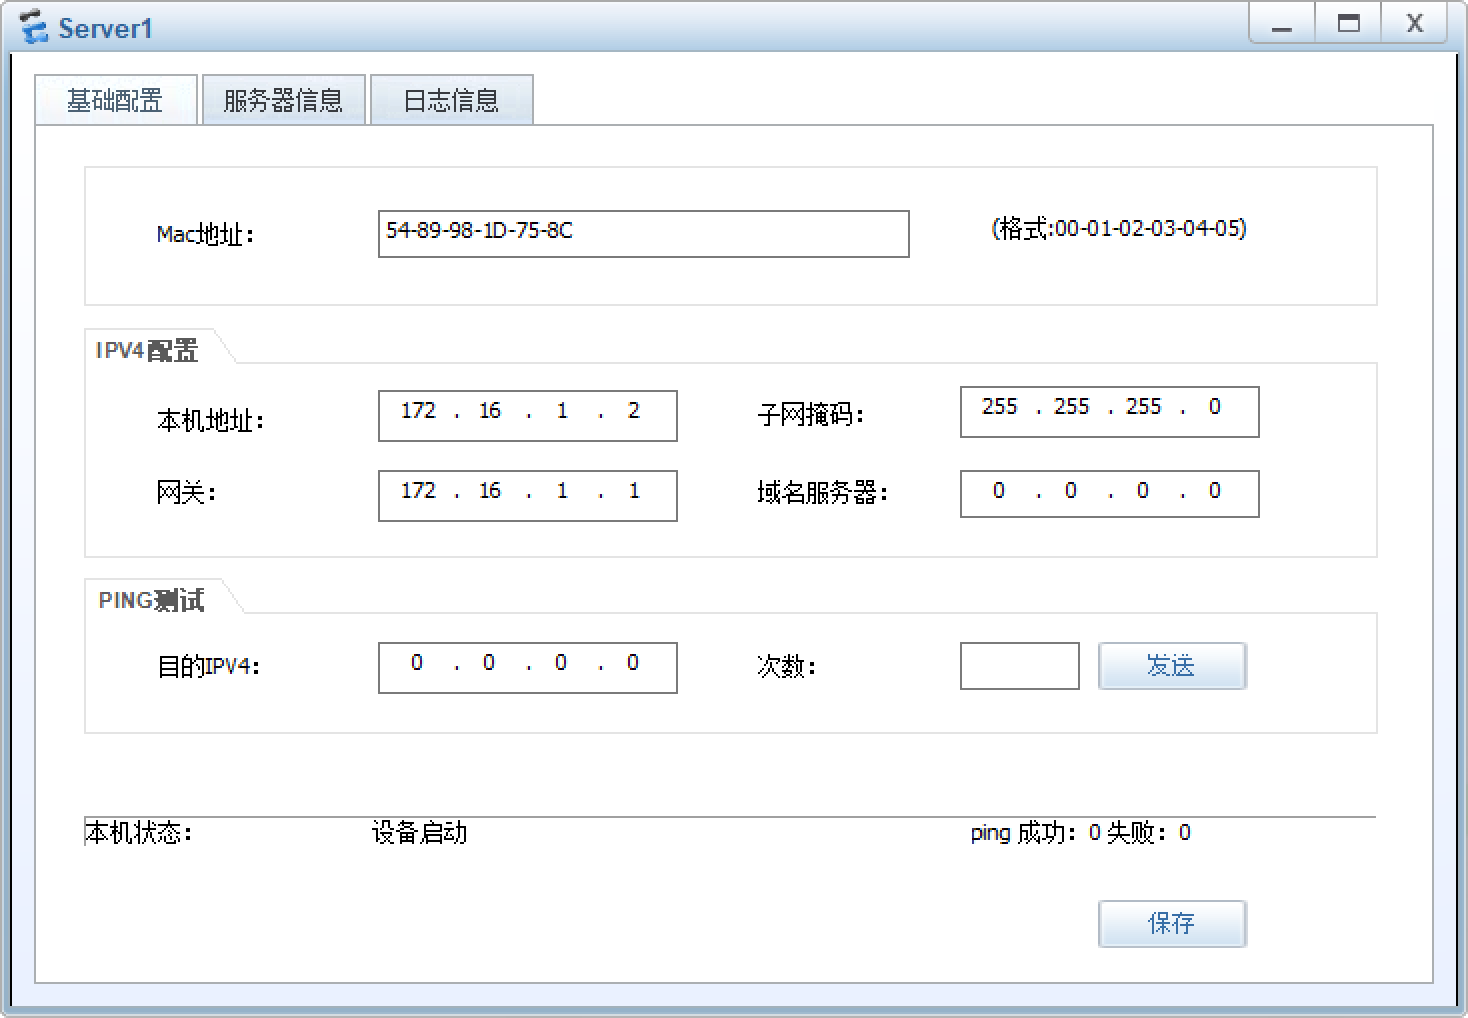 Server1
基础配置 服务器信息 日志信息
Mac地址： 54-89-98-1D-75-8C (格式:00-01-02-03-04-05)
IPV4配置
本机地址： 172 . 16 . 1 . 2 子网掩码： 255 . 255 . 255 . 0
网关： 172 . 16 . 1 . 1 域名服务器： 0 . 0 . 0 . 0
PING测试
目的IPV4： 0 . 0 . 0 . 0 次数： 发送
本机状态： 设备启动 ping 成功：0 失败：0
保存